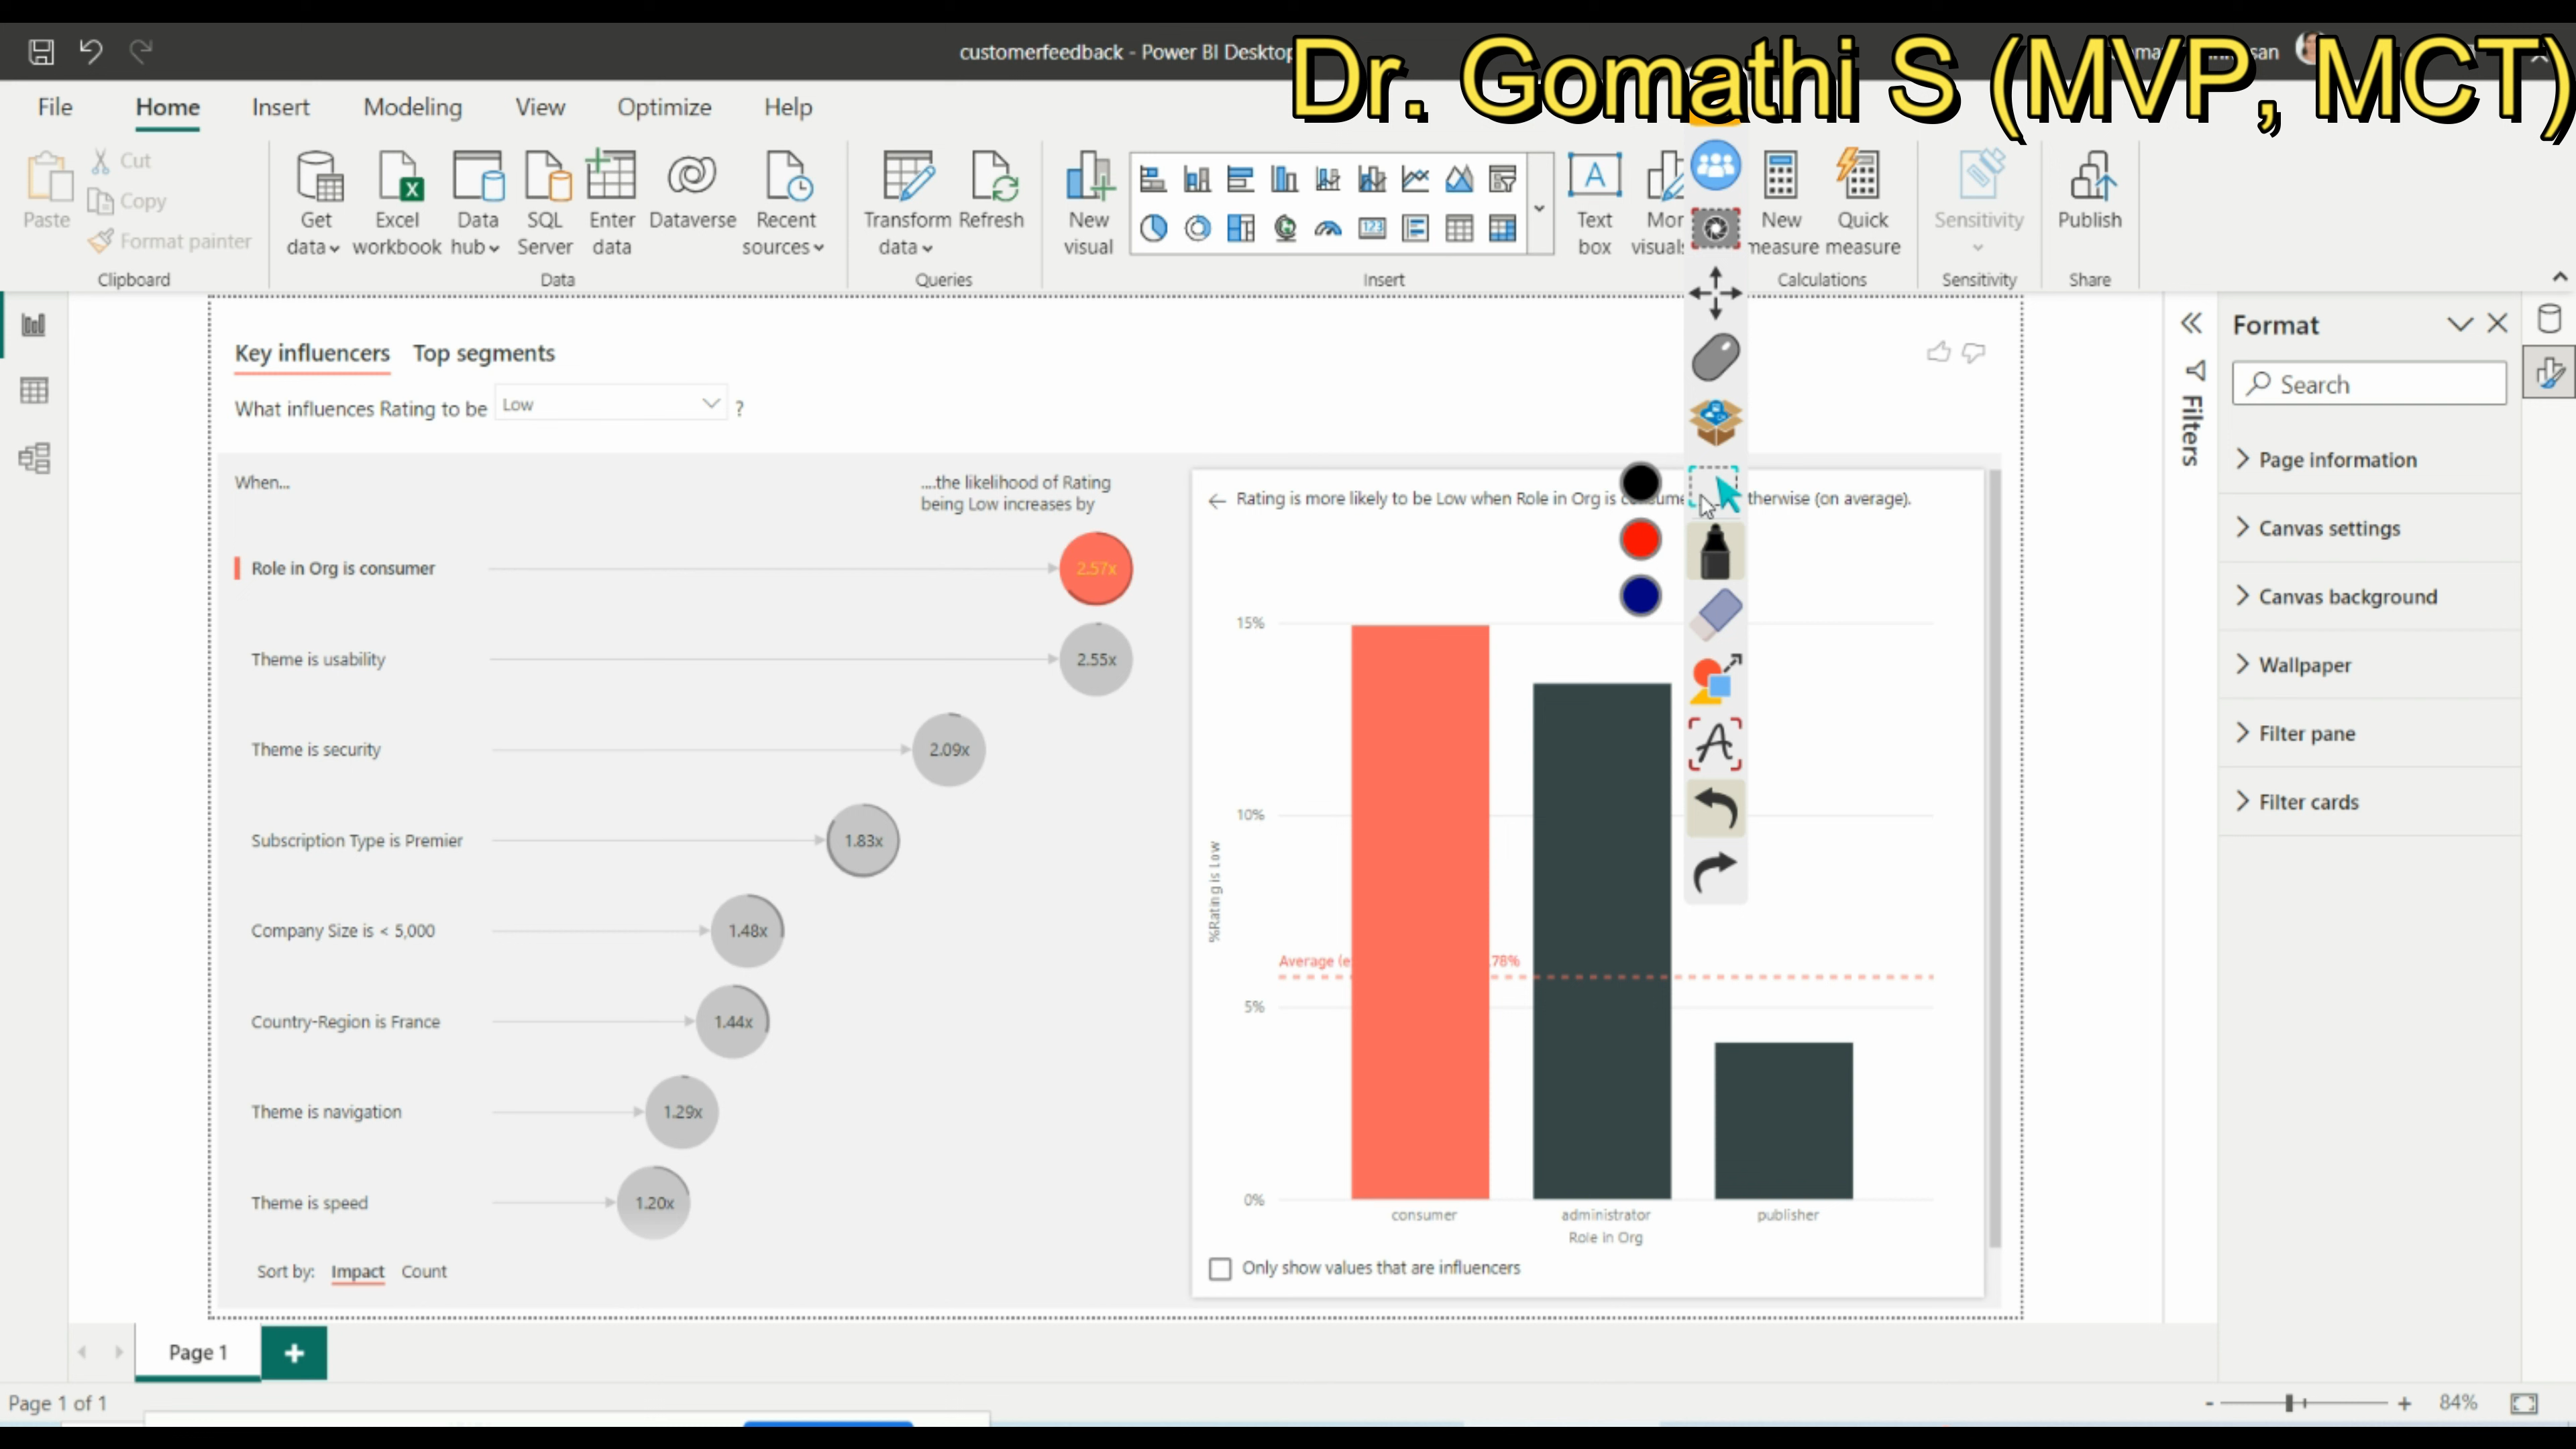 customerfeedback - Power BI Desktop
Dr. Gomathi S (MVP, MCT)
File Home Insert Modeling View Optimize Help
Paste
Cut
Copy
Format painter
Get data
Excel workbook
Data hub
SQL Server
Enter data
Dataverse
Recent sources
Transform data
Refresh
New visual
Text box
New measure
Quick measure
Sensitivity
Publish
Clipboard
Data
Queries
Insert
Calculations
Sensitivity
Share
Key influencers Top segments
What influences Rating to be Low ?
When...
....the likelihood of Rating
being Low increases by
Role in Org is consumer 2.57x
Theme is usability 2.55x
Theme is security 2.09x
Subscription Type is Premier 1.83x
Company Size is < 5,000 1.48x
Country-Region is France 1.44x
Theme is navigation 1.29x
Theme is speed 1.20x
Sort by: Impact Count
Rating is more likely to be Low when Role in Org is therwise (on average).
15%
10%
5%
0%
%Rating is Low
Average (e 78%
consumer administrator publisher
Role in Org
Only show values that are influencers
Filters
Format
Search
Page information
Canvas settings
Canvas background
Wallpaper
Filter pane
Filter cards
Page 1
Page 1 of 1
84%